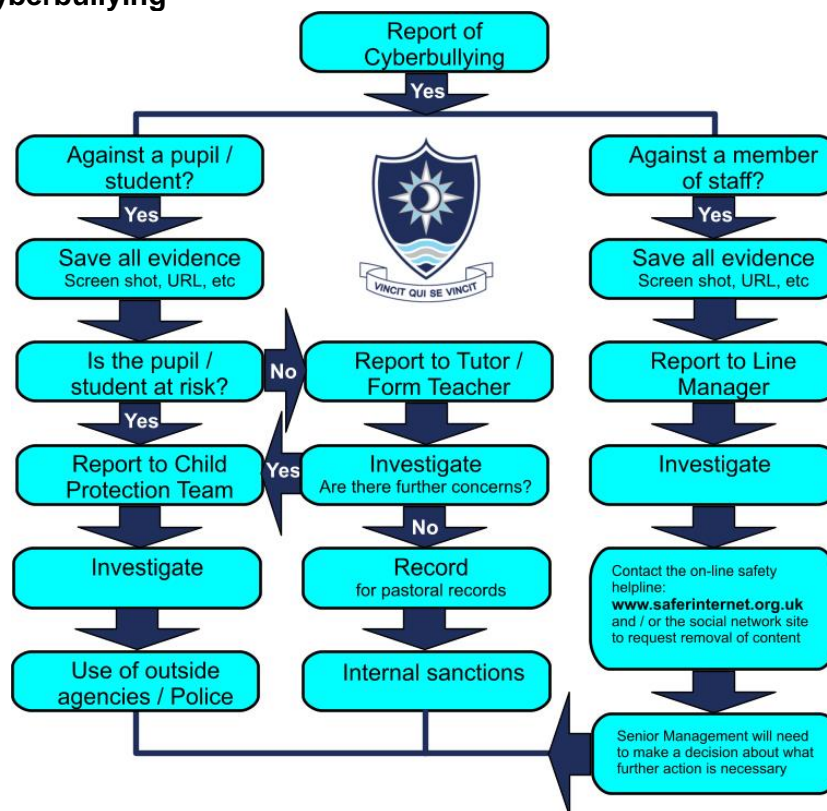 yberbullying
Report of
Cyberbullying
Yes
Against a pupil /
student?
Yes
Save all evidence
Screen shot, URL, etc
Is the pupil /
student at risk?
Yes
Report to Child
Protection Team
Investigate
Use of outside
agencies / Police
VINCIT QUI SE VINCIT
No
Report to Tutor /
Form Teacher
Yes
Investigate
Are there further concerns?
No
Record
for pastoral records
Internal sanctions
Against a member
of staff?
Yes
Save all evidence
Screen shot, URL, etc
Report to Line
Manager
Investigate
Contact the on-line safety
helpline:
www.saferinternet.org.uk
and / or the social network site
to request removal of content
Senior Management will need
to make a decision about what
further action is necessary